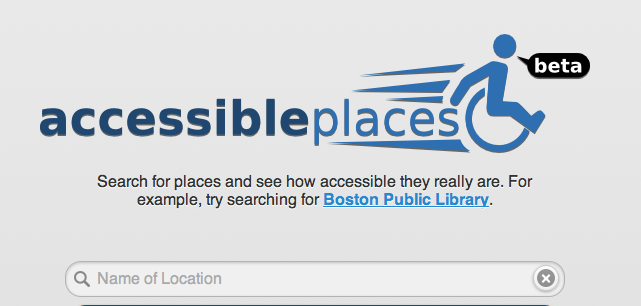 beta
accessibleplaces
Search for places and see how accessible they really are. For
example, try searching for Boston Public Library.
Name of Location